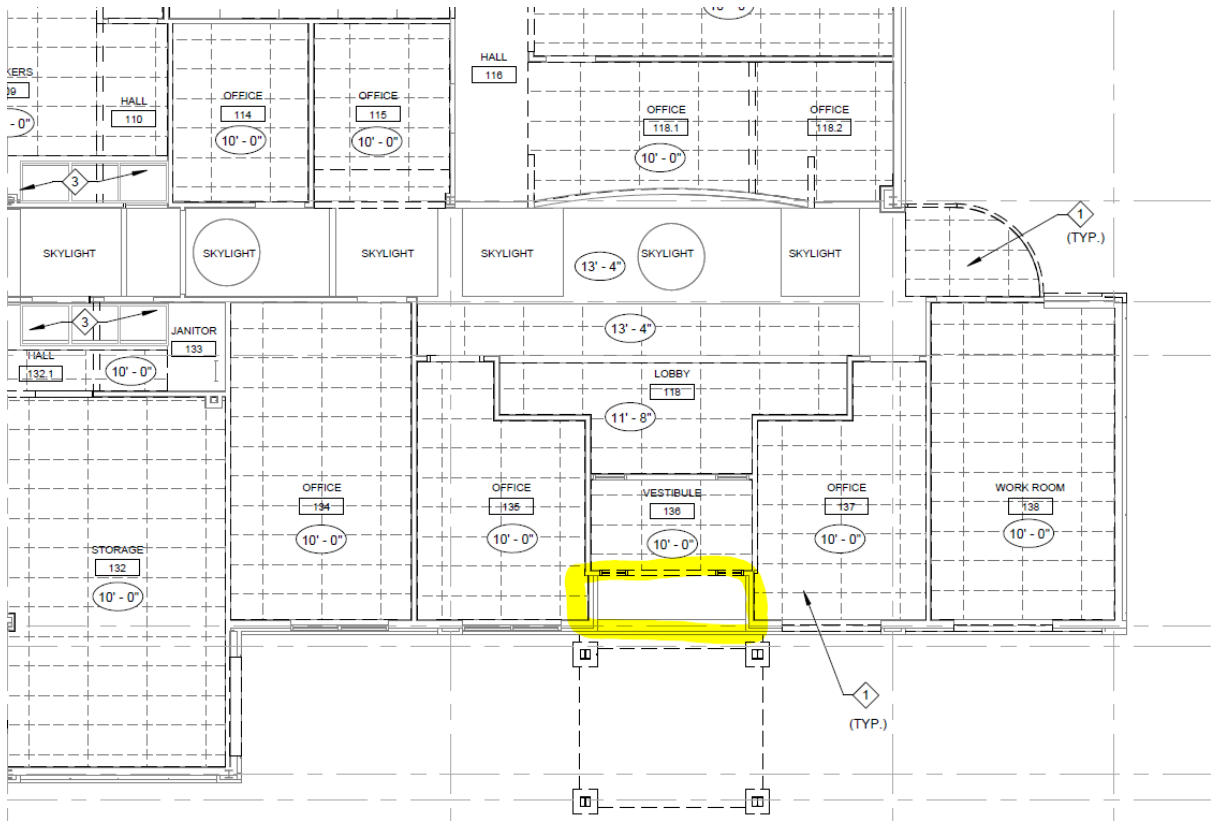 HALL
116
KERS
09
- 0"
HALL
110
OFFICE
114
10' - 0"
OFFICE
115
10' - 0"
OFFICE
118.1
10' - 0"
OFFICE
118.2
3
1
(TYP.)
SKYLIGHT
SKYLIGHT
SKYLIGHT
SKYLIGHT
SKYLIGHT
SKYLIGHT
13' - 4"
13' - 4"
3
JANITOR
133
HALL
132.1
10' - 0"
LOBBY
118
11' - 8"
OFFICE
134
10' - 0"
OFFICE
135
10' - 0"
VESTIBULE
136
10' - 0"
OFFICE
137
10' - 0"
WORK ROOM
138
10' - 0"
STORAGE
132
10' - 0"
1
(TYP.)